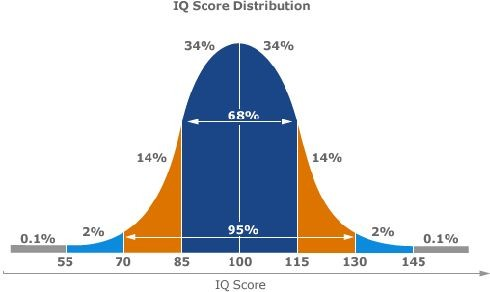 IQ Score Distribution
34% 34%
68%
14% 14%
0.1% 2% 95% 2% 0.1%
55 70 85 100 115 130 145
IQ Score